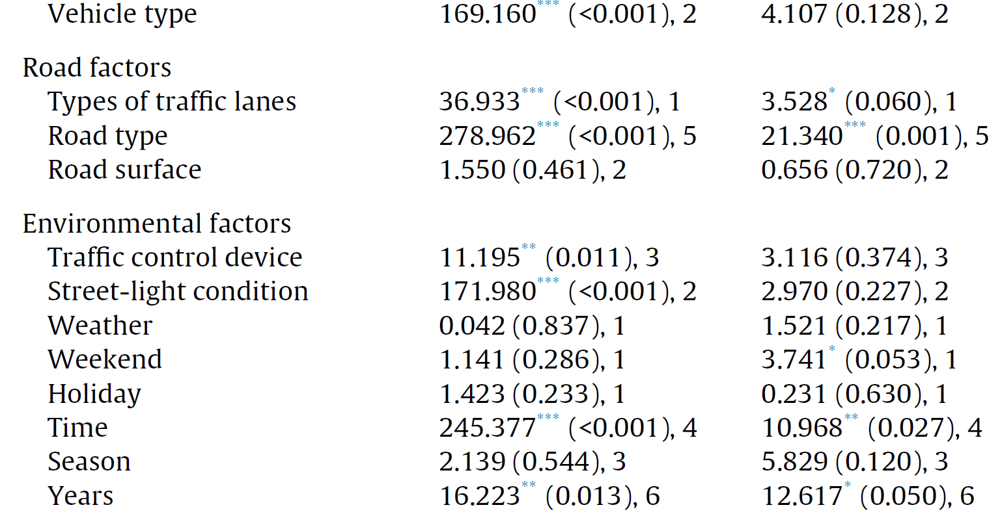 Vehicle type 169.160*** (<0.001), 2 4.107 (0.128), 2
Road factors
Types of traffic lanes 36.933*** (<0.001), 1 3.528* (0.060), 1
Road type 278.962*** (<0.001), 5 21.340*** (0.001), 5
Road surface 1.550 (0.461), 2 0.656 (0.720), 2
Environmental factors
Traffic control device 11.195** (0.011), 3 3.116 (0.374), 3
Street-light condition 171.980*** (<0.001), 2 2.970 (0.227), 2
Weather 0.042 (0.837), 1 1.521 (0.217), 1
Weekend 1.141 (0.286), 1 3.741* (0.053), 1
Holiday 1.423 (0.233), 1 0.231 (0.630), 1
Time 245.377*** (<0.001), 4 10.968** (0.027), 4
Season 2.139 (0.544), 3 5.829 (0.120), 3
Years 16.223** (0.013), 6 12.617* (0.050), 6